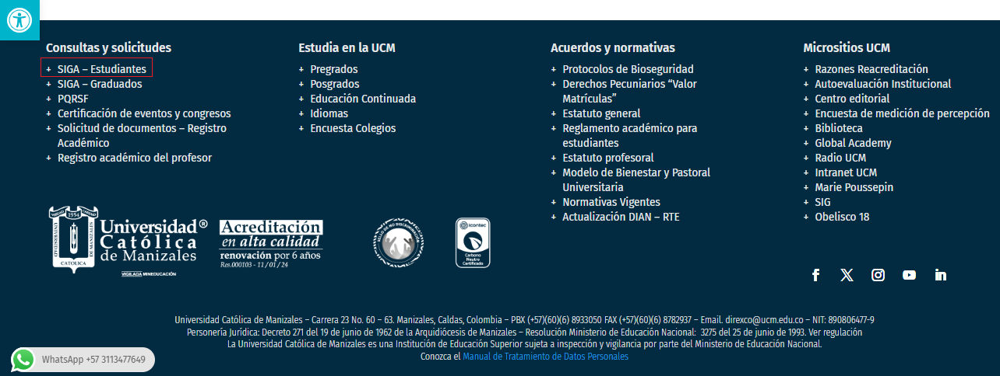 Consultas y solicitudes
+ SIGA – Estudiantes
+ SIGA – Graduados
+ PQRSF
+ Certificación de eventos y congresos
+ Solicitud de documentos – Registro
Académico
+ Registro académico del profesor
Estudia en la UCM
+ Pregrados
+ Posgrados
+ Educación Continuada
+ Idiomas
+ Encuesta Colegios
Acuerdos y normativas
+ Protocolos de Bioseguridad
+ Derechos Pecuniarios “Valor
Matrículas”
+ Estatuto general
+ Reglamento académico para
estudiantes
+ Estatuto profesoral
+ Modelo de Bienestar y Pastoral
Universitaria
+ Normativas Vigentes
+ Actualización DIAN – RTE
Micrositios UCM
+ Razones Reacreditación
+ Autoevaluación Institucional
+ Centro editorial
+ Encuesta de medición de percepción
+ Biblioteca
+ Global Academy
+ Radio UCM
+ Intranet UCM
+ Marie Poussepin
+ SIG
+ Obelisco 18
VERDAD 1954 CARIDAD
UNIVERSIDAD
CATOLICA
DE MANIZALES
Universidad®
Católica
de Manizales
VIGILADA MINEDUCACIÓN
Acreditación
en alta calidad
renovación por 6 años
Res.000103 - 11/01/24
SELLO DE NO DISCRIMINACIÓN
icontec
Carbono
Neutro
Certificado
Universidad Católica de Manizales – Carrera 23 No. 60 – 63. Manizales, Caldas, Colombia – PBX (+57)(60)(6) 8933050 FAX (+57)(60)(6) 8782937 – Email. direxco@ucm.edu.co – NIT: 890806477-9
Personería Jurídica: Decreto 271 del 19 de junio de 1962 de la Arquidiócesis de Manizales – Resolución Ministerio de Educación Nacional: 3275 del 25 de junio de 1993. Ver regulación
La Universidad Católica de Manizales es una Institución de Educación Superior sujeta a inspección y vigilancia por parte del Ministerio de Educación Nacional.
Conozca el Manual de Tratamiento de Datos Personales
WhatsApp +57 3113477649